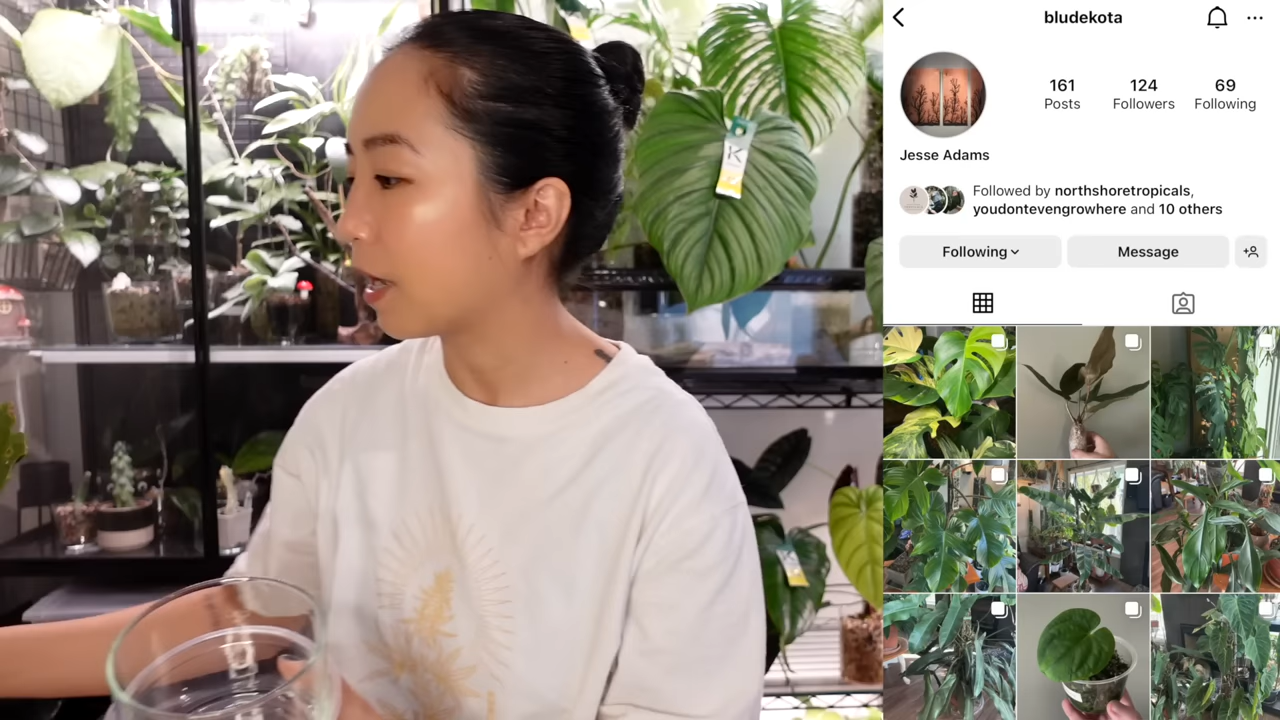 bludekota
161
Posts
124
Followers
69
Following
Jesse Adams
Followed by northshoretropicals,
youdontevengrowhere and 10 others
Following
Message
K